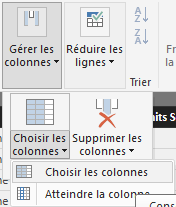 Gérer les
colonnes
Réduire les
lignes
A
Z
Z
A
Trier
Choisir les
colonnes
Supprimer les
colonnes
Choisir les colonnes
Atteindre la colonne